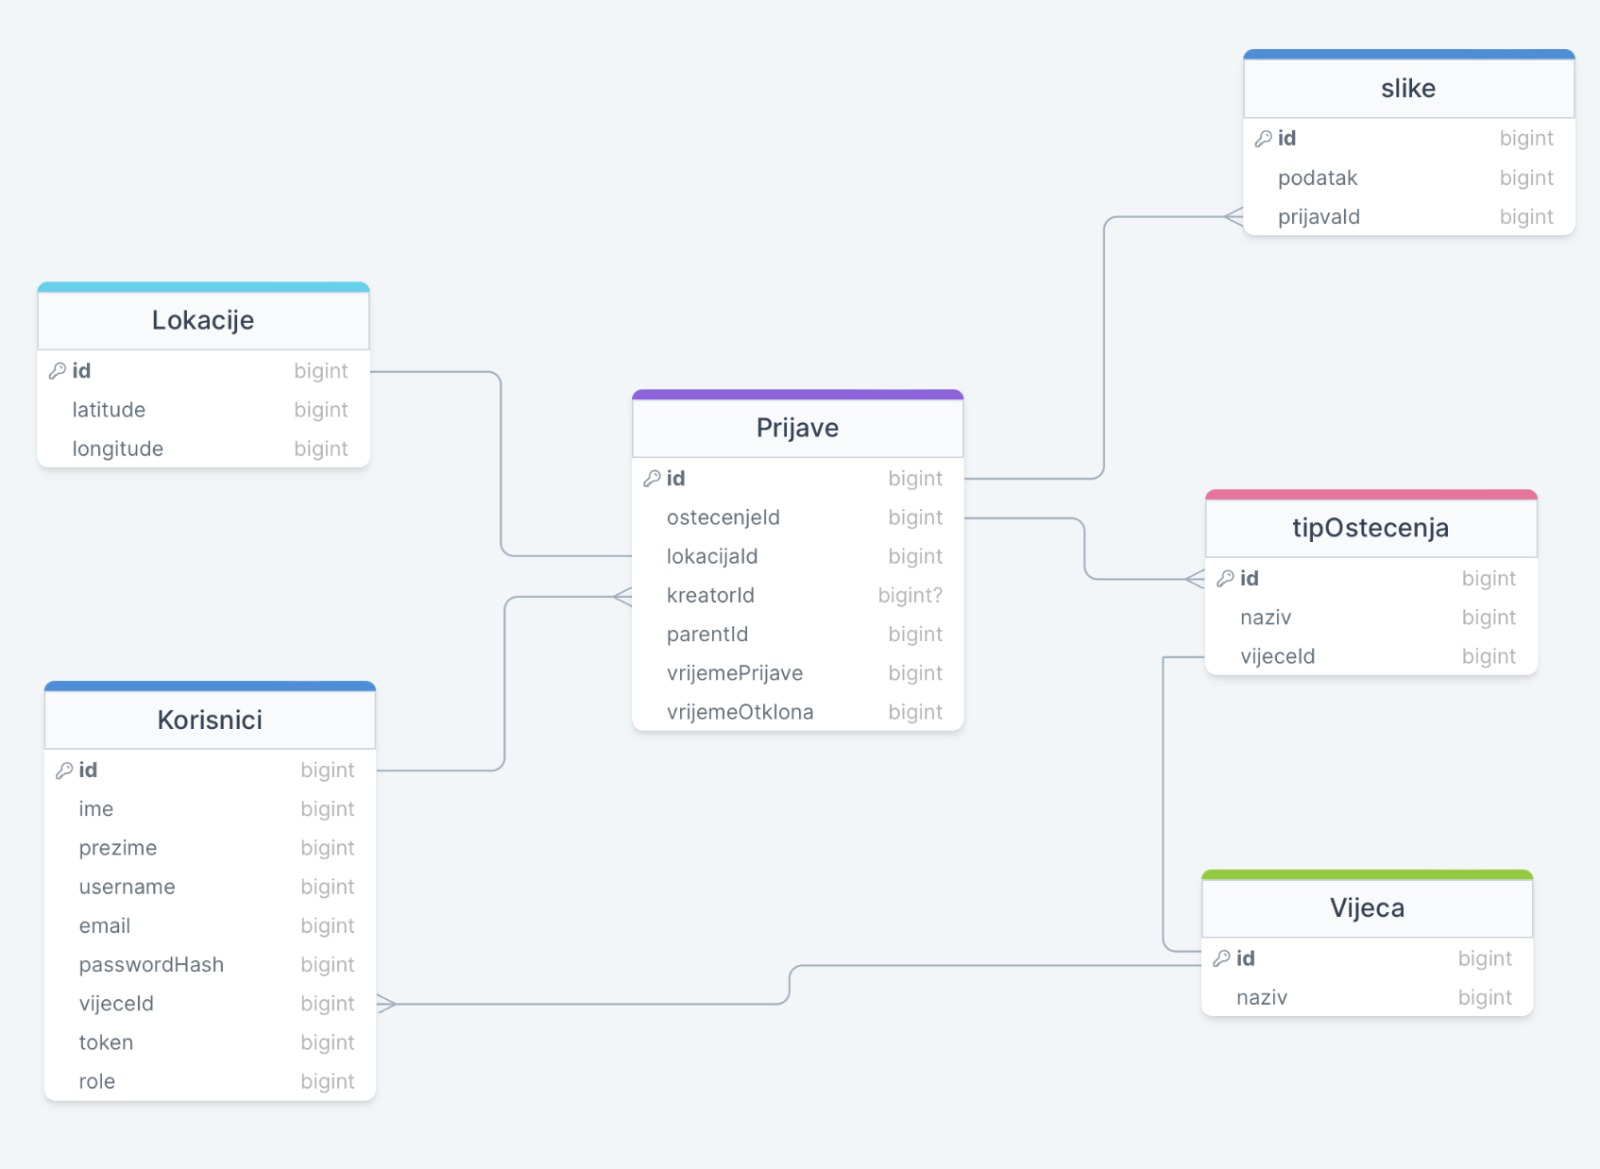 slike
id bigint
podatak bigint
prijavaId bigint
Lokacije
id bigint
latitude bigint
longitude bigint
Prijave
id bigint
ostecenjeId bigint
lokacijaId bigint
kreatorId bigint?
parentId bigint
vrijemePrijave bigint
vrijemeOtklona bigint
tipOstecenja
id bigint
naziv bigint
vijeceId bigint
Korisnici
id bigint
ime bigint
prezime bigint
username bigint
email bigint
passwordHash bigint
vijeceId bigint
token bigint
role bigint
Vijeca
id bigint
naziv bigint